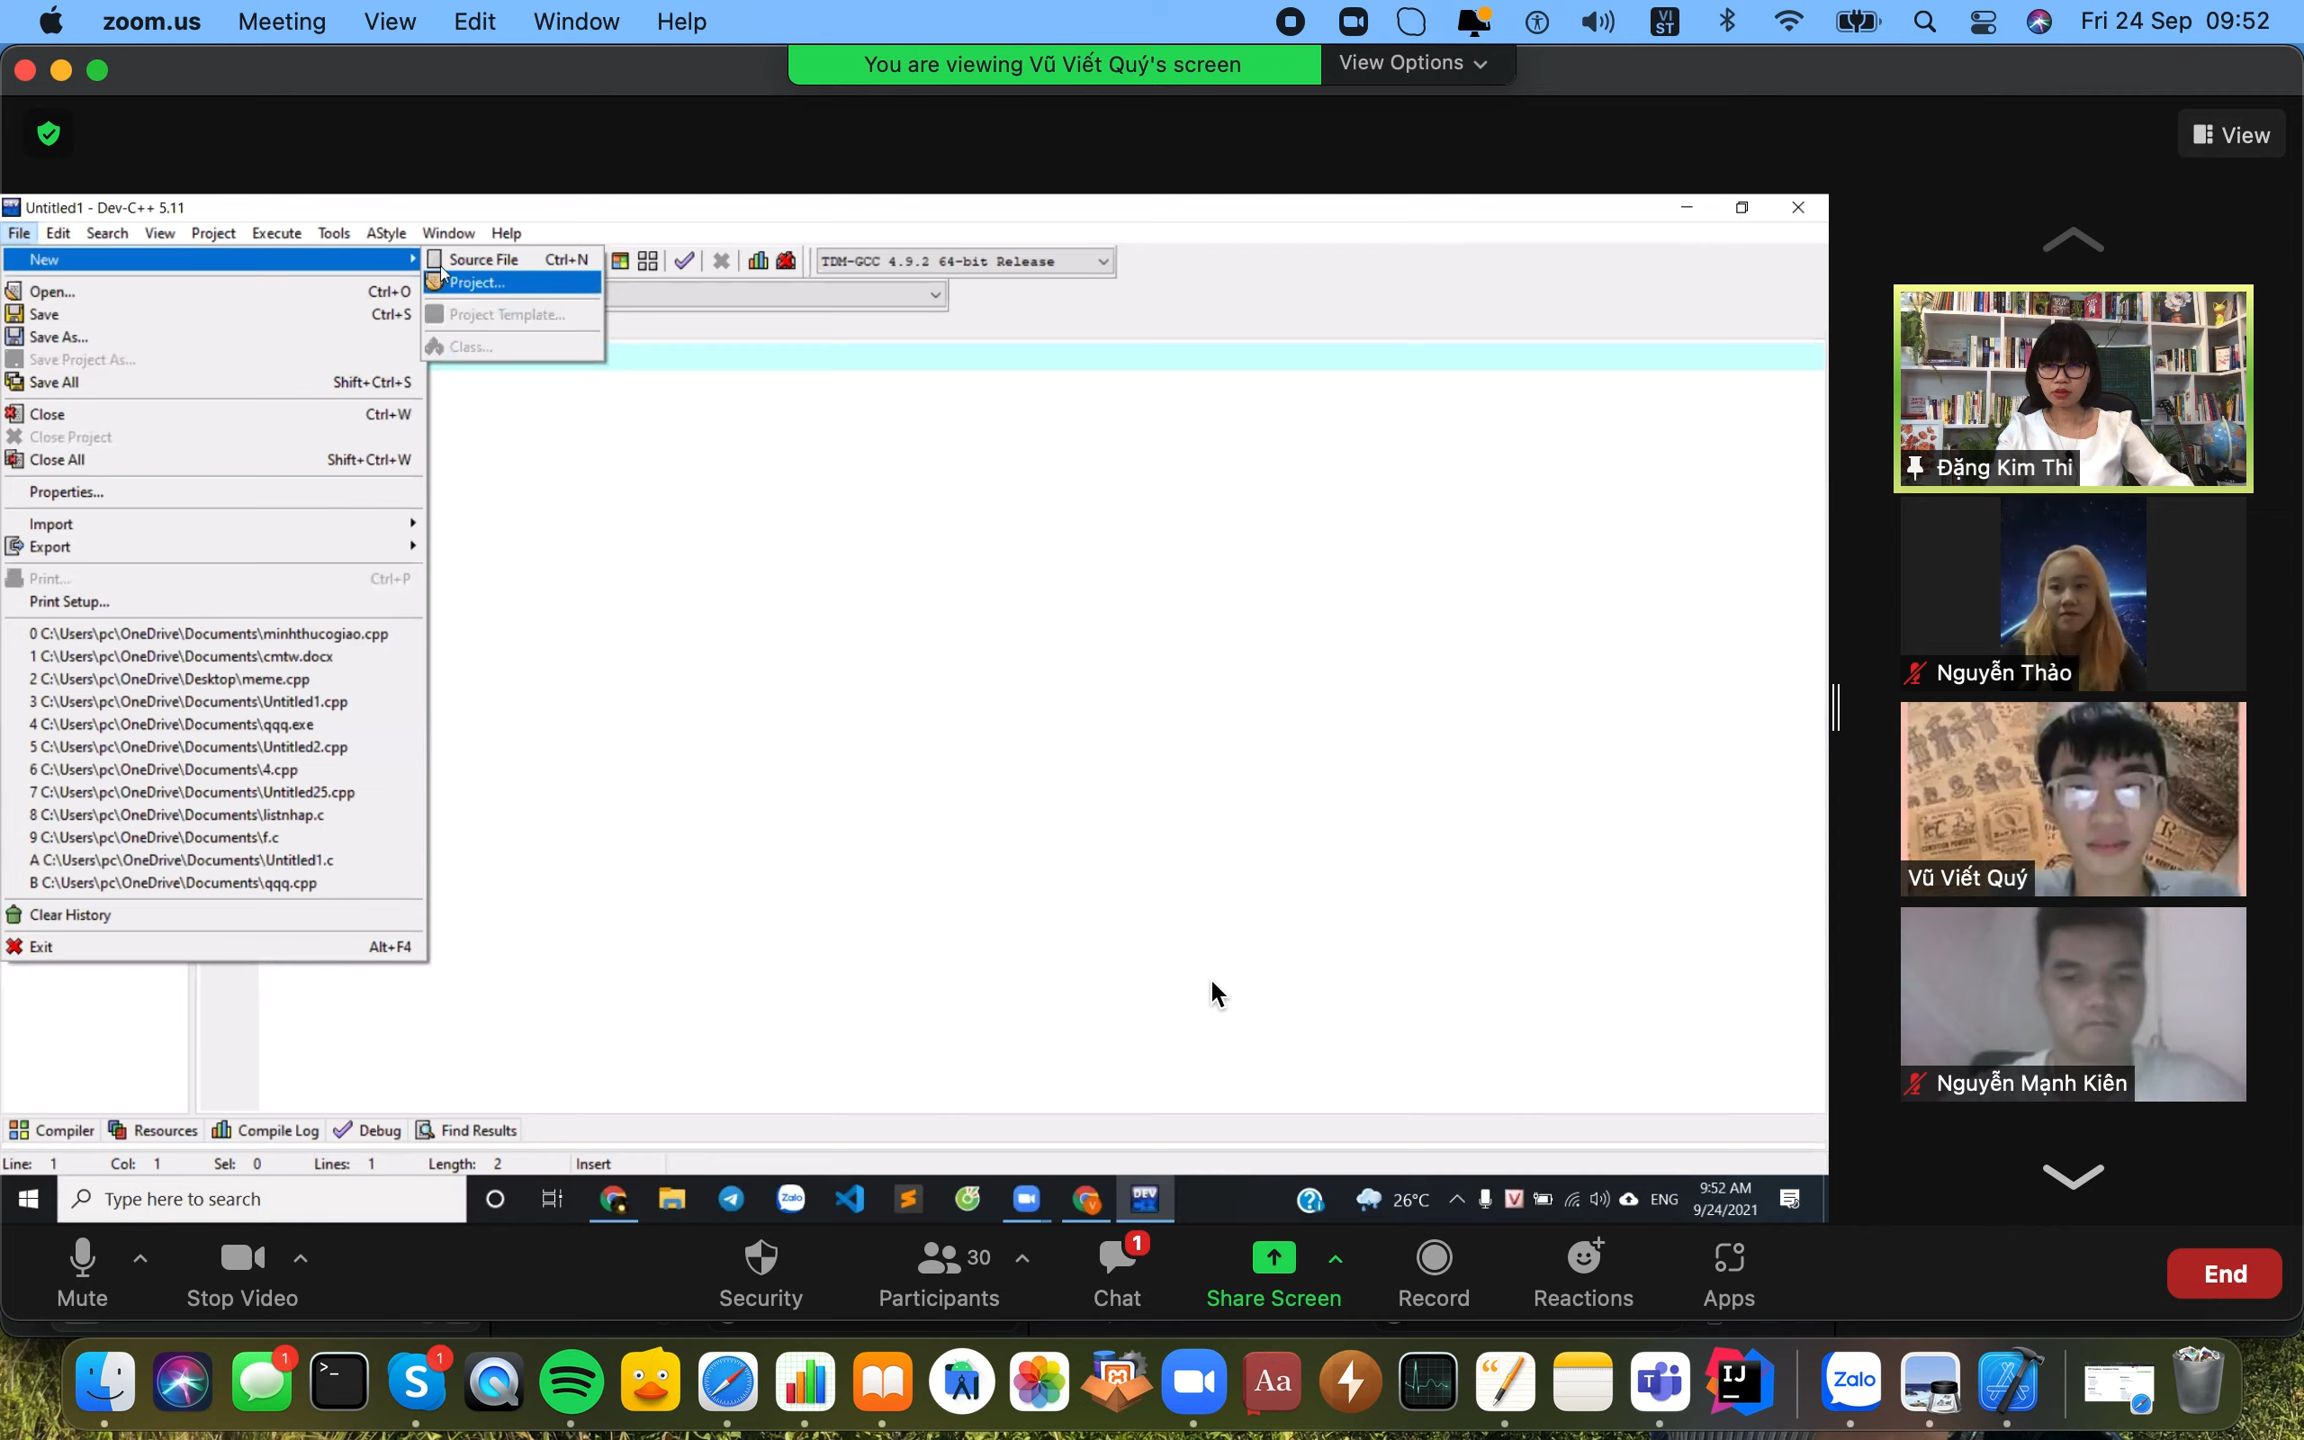 zoom.us Meeting View Edit Window Help VI ST Fri 24 Sep 09:52
You are viewing Vũ Viết Quý's screen View Options
View
Untitled1 - Dev-C++ 5.11
File Edit Search View Project Execute Tools AStyle Window Help
New
Source File Ctrl+N
TDM-GCC 4.9.2 64-bit Release
Project...
Project Template...
Class...
Open... Ctrl+O
Save Ctrl+S
Save As...
Save Project As...
Save All Shift+Ctrl+S
Close Ctrl+W
Close Project
Close All Shift+Ctrl+W
Properties...
Import
Export
Print... Ctrl+P
Print Setup...
0 C:\Users\pc\OneDrive\Documents\minhthucogiao.cpp
1 C:\Users\pc\OneDrive\Documents\cmtw.docx
2 C:\Users\pc\OneDrive\Desktop\meme.cpp
3 C:\Users\pc\OneDrive\Documents\Untitled1.cpp
4 C:\Users\pc\OneDrive\Documents\qqq.exe
5 C:\Users\pc\OneDrive\Documents\Untitled2.cpp
6 C:\Users\pc\OneDrive\Documents\4.cpp
7 C:\Users\pc\OneDrive\Documents\Untitled25.cpp
8 C:\Users\pc\OneDrive\Documents\listnhap.c
9 C:\Users\pc\OneDrive\Documents\f.c
A C:\Users\pc\OneDrive\Documents\Untitled1.c
B C:\Users\pc\OneDrive\Documents\qqq.cpp
Clear History
Exit Alt+F4
Đặng Kim Thi
Nguyễn Thảo
Vũ Viết Quý
Nguyễn Mạnh Kiên
Compiler Resources Compile Log Debug Find Results
Line: 1 Col: 1 Sel: 0 Lines: 1 Length: 2 Insert
Type here to search Zalo DEV 26°C V ENG 9:52 AM
9/24/2021
Mute Stop Video Security Participants 30 Chat 1 Share Screen Record Reactions Apps End
1 1 S Aa IJ Zalo